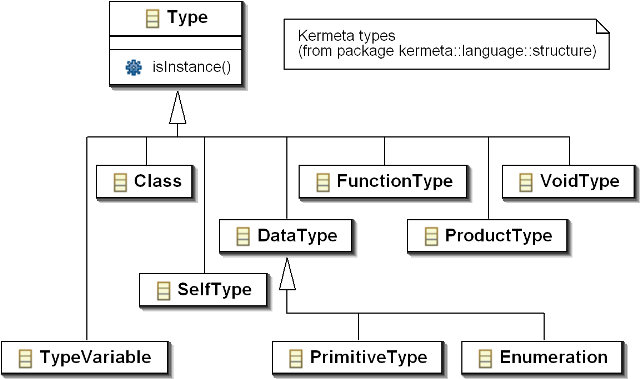 Type
isInstance()
Kermeta types
(from package kermeta::language::structure)
Class
FunctionType
VoidType
DataType
ProductType
SelfType
TypeVariable
PrimitiveType
Enumeration